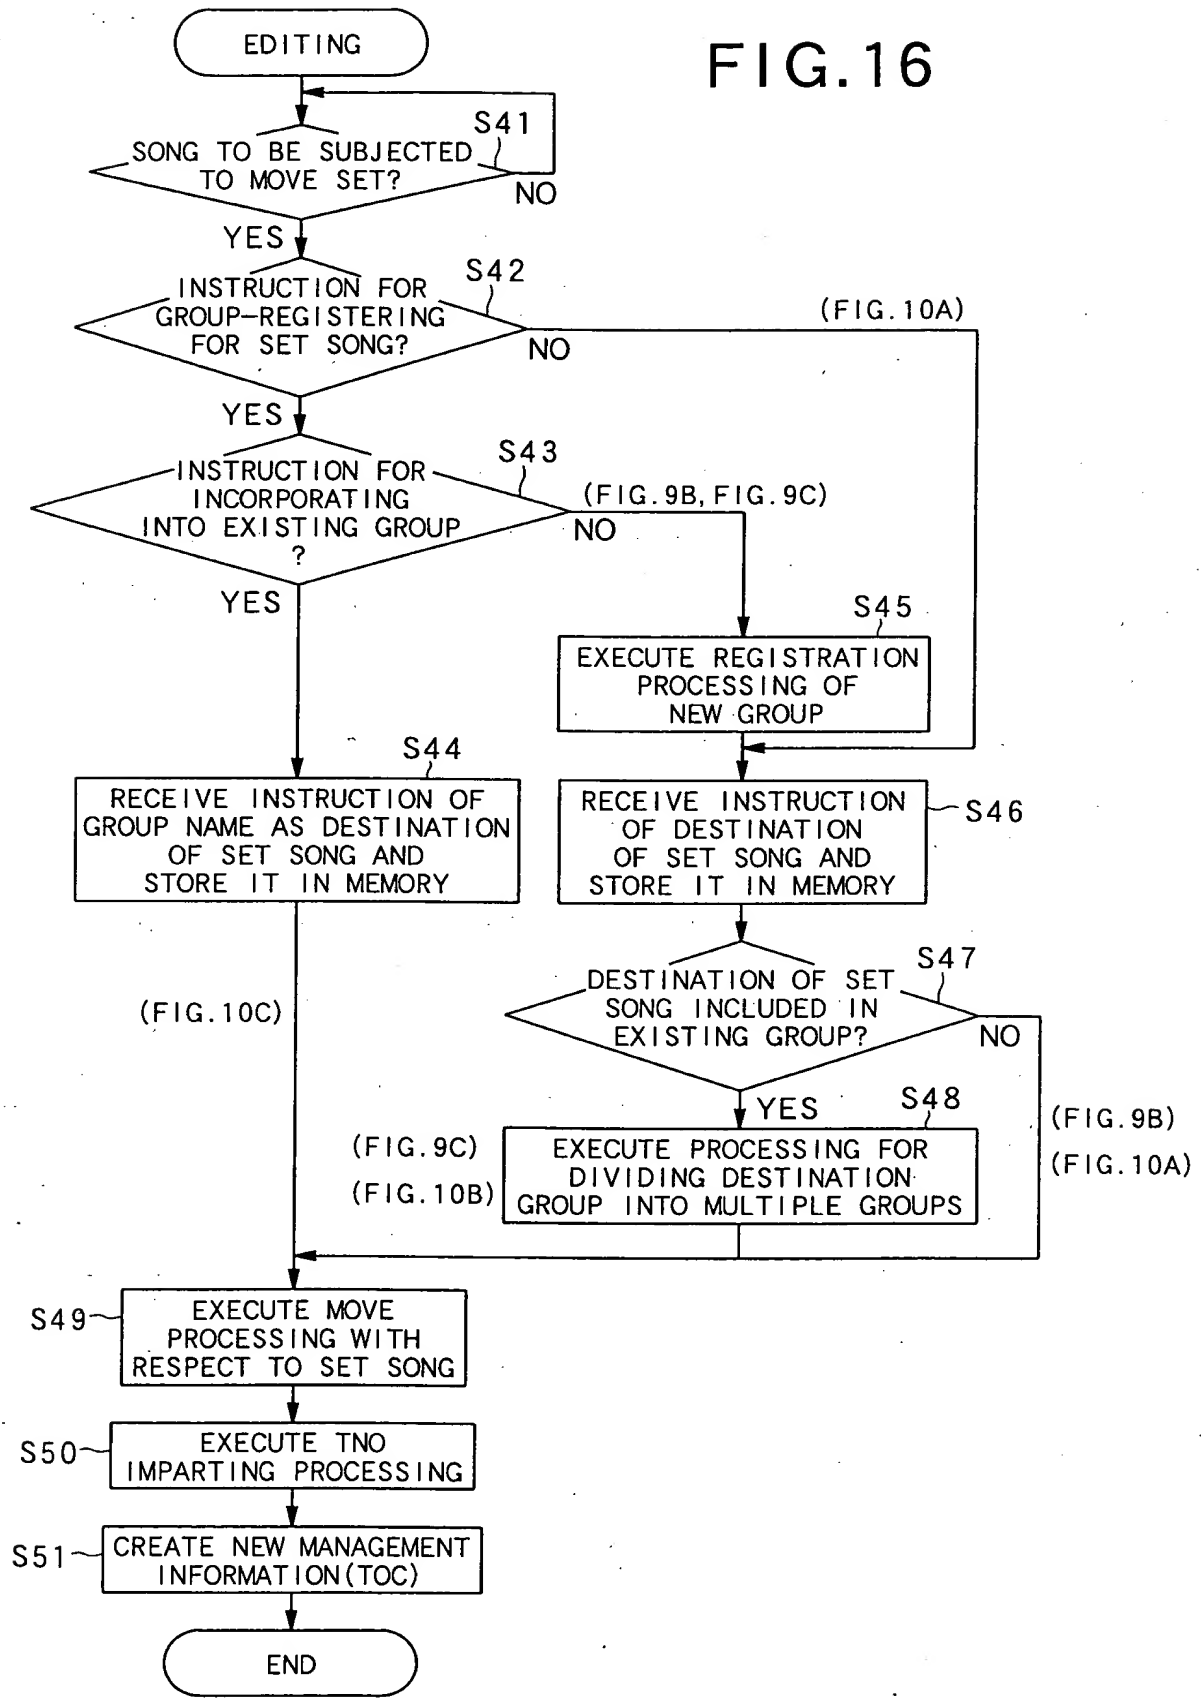 EDITING
FIG.16
S41
SONG TO BE SUBJECTED
TO MOVE SET?
NO
YES
S42
INSTRUCTION FOR
GROUP-REGISTERING
FOR SET SONG?
(FIG.10A)
NO
YES
S43
INSTRUCTION FOR
INCORPORATING
INTO EXISTING GROUP
?
(FIG.9B, FIG.9C)
NO
YES
S45
EXECUTE REGISTRATION
PROCESSING OF
NEW GROUP
S44
RECEIVE INSTRUCTION OF
GROUP NAME AS DESTINATION
OF SET SONG AND
STORE IT IN MEMORY
RECEIVE INSTRUCTION
OF DESTINATION
OF SET SONG AND
STORE IT IN MEMORY
S46
S47
DESTINATION OF SET
SONG INCLUDED IN
EXISTING GROUP?
(FIG.10C)
NO
YES
S48
(FIG.9B)
(FIG.10A)
(FIG.9C)
(FIG.10B)
EXECUTE PROCESSING FOR
DIVIDING DESTINATION
GROUP INTO MULTIPLE GROUPS
S49
EXECUTE MOVE
PROCESSING WITH
RESPECT TO SET SONG
S50
EXECUTE TNO
IMPARTING PROCESSING
S51
CREATE NEW MANAGEMENT
INFORMATION(TOC)
END